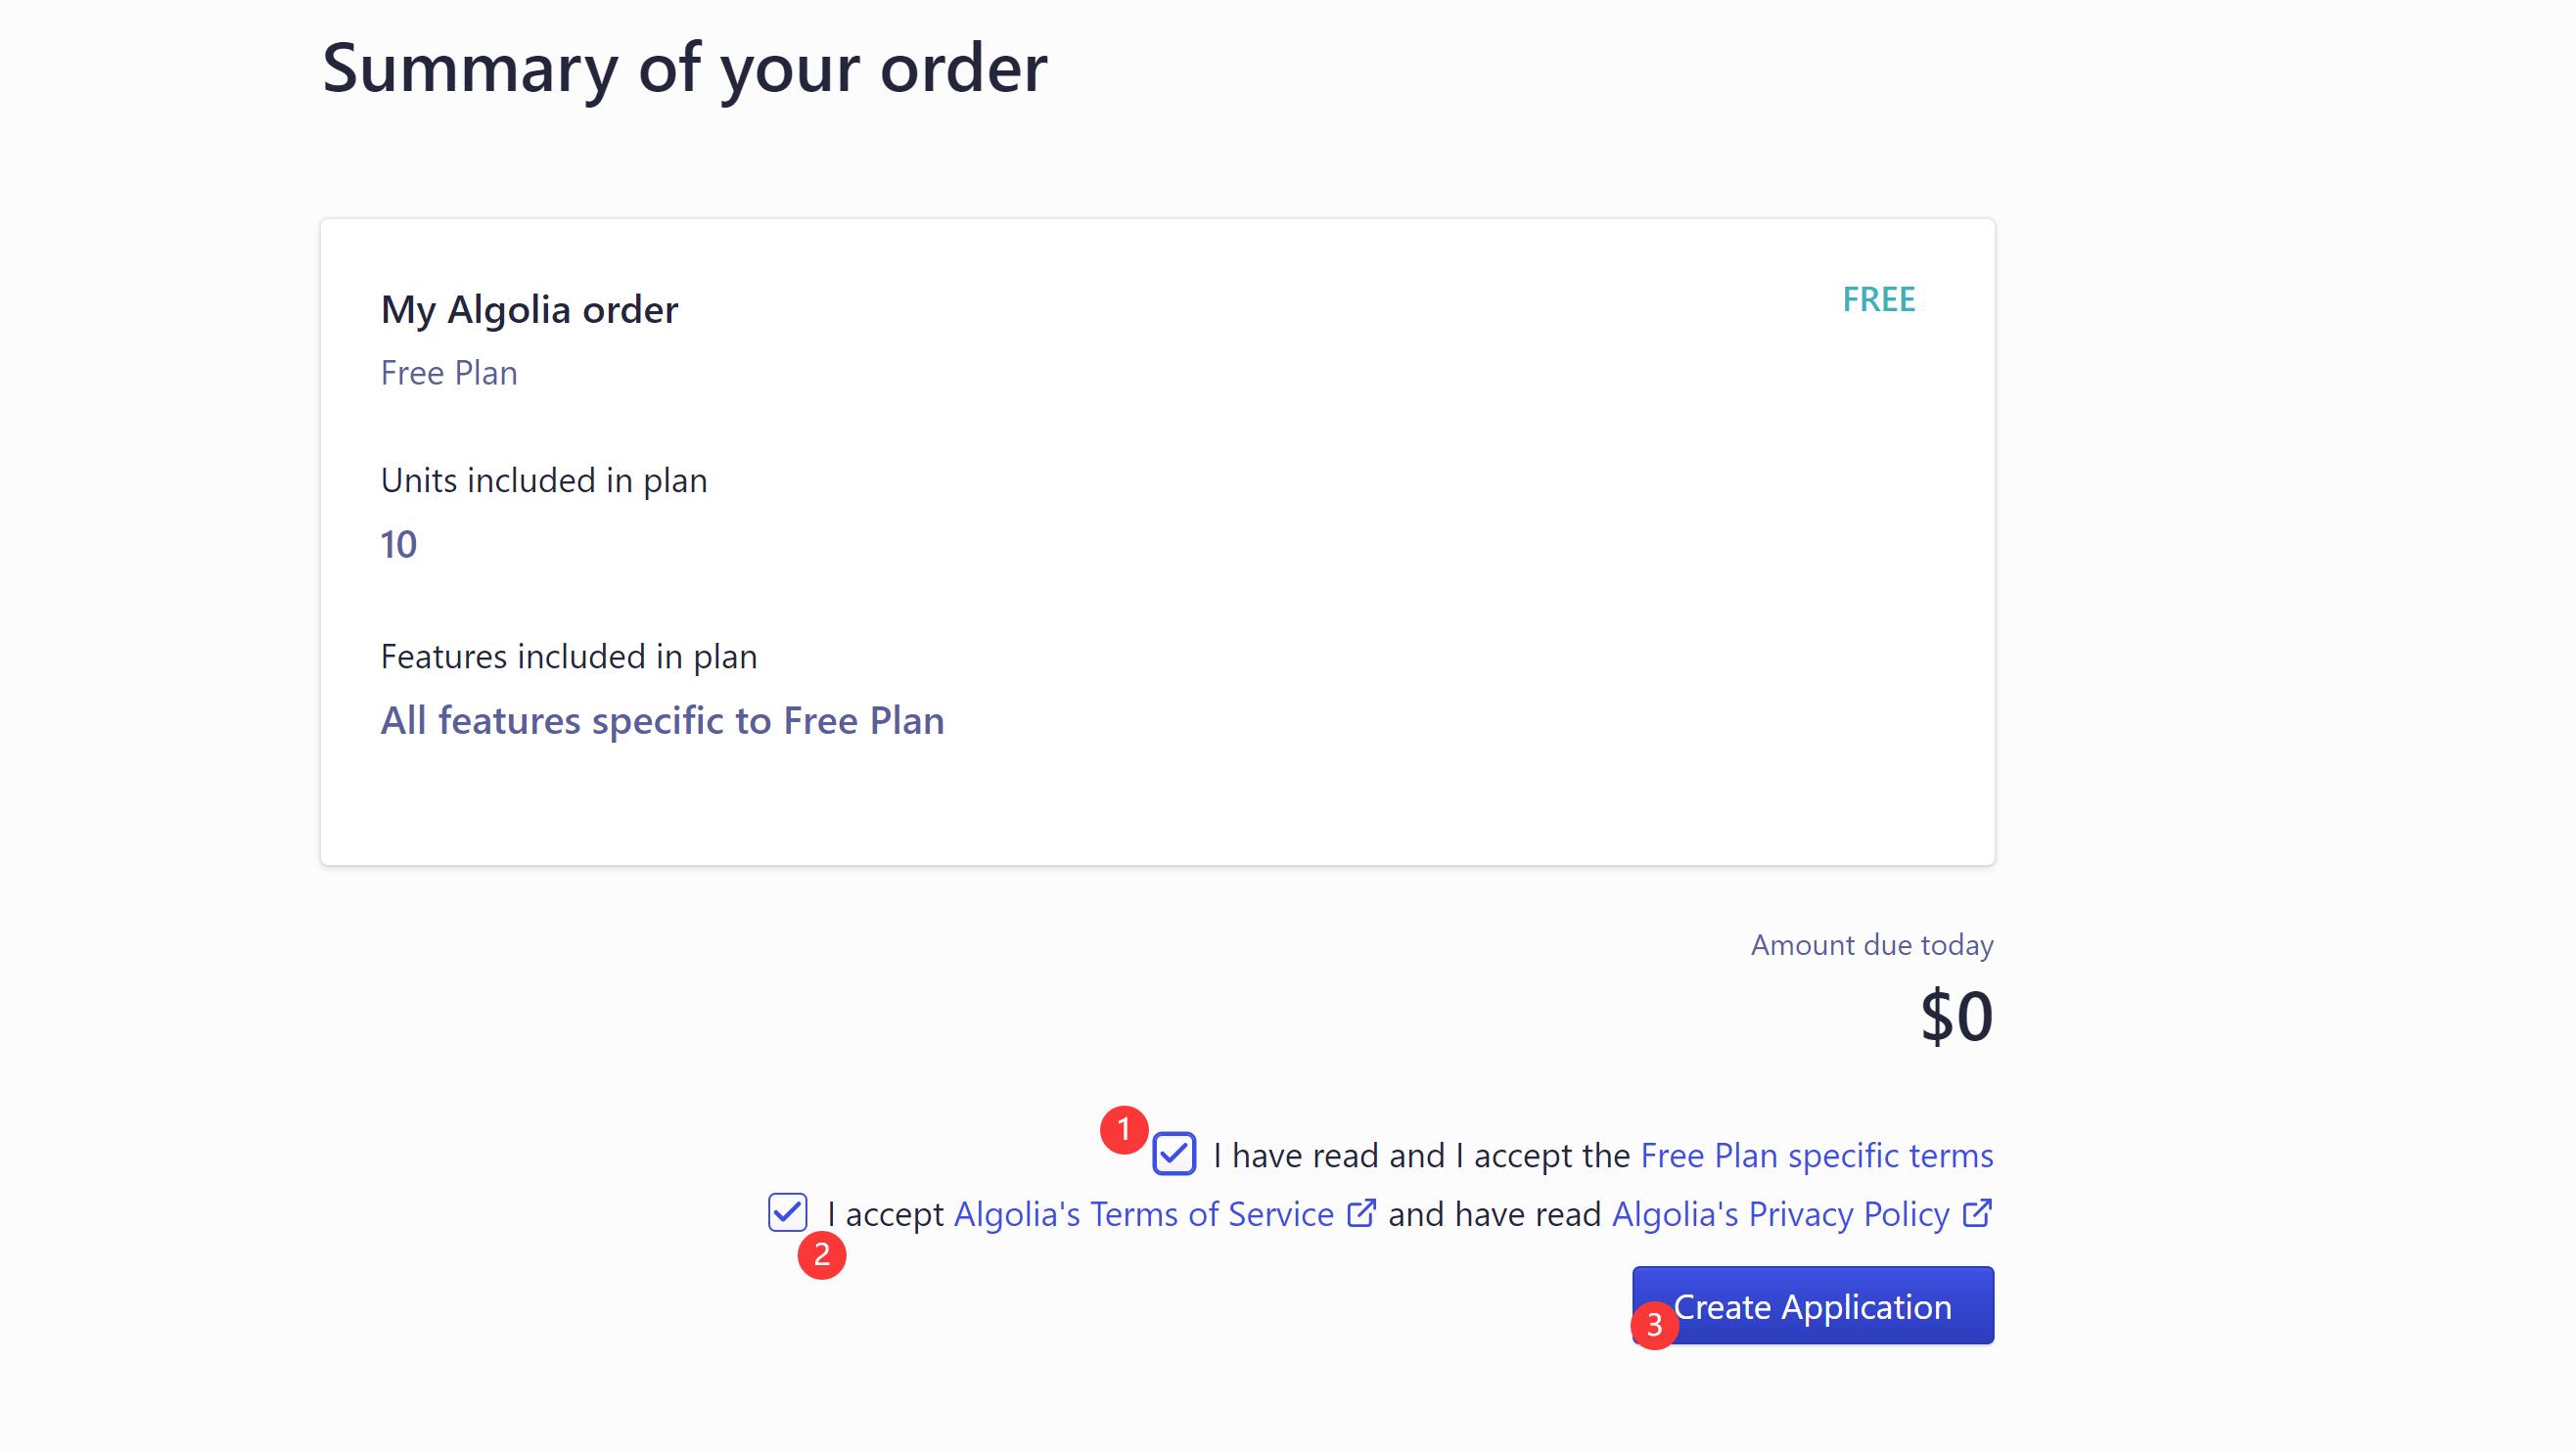 Summary of your order
My Algolia order
FREE
Free Plan
Units included in plan
10
Features included in plan
All features specific to Free Plan
Amount due today
$0
1
I have read and I accept the Free Plan specific terms
I accept Algolia's Terms of Service and have read Algolia's Privacy Policy
2
Create Application
3